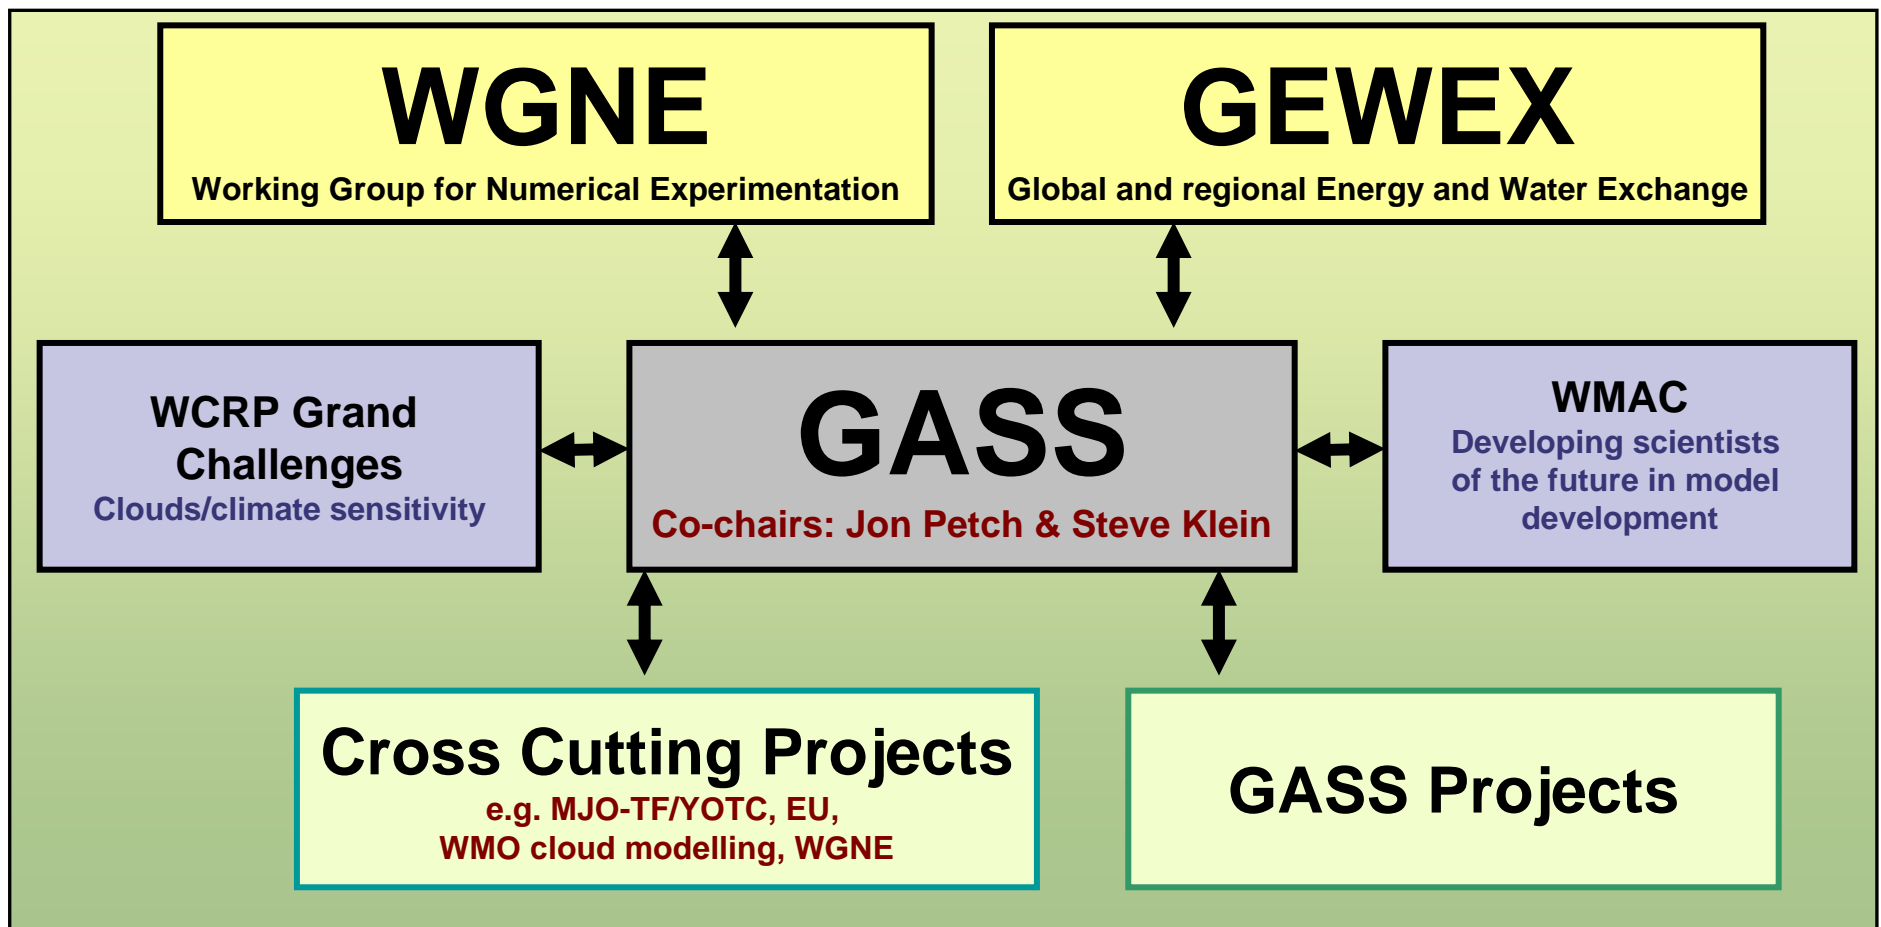 WGNE
Working Group for Numerical Experimentation
GEWEX
Global and regional Energy and Water Exchange
WCRP Grand
Challenges
Clouds/climate sensitivity
GASS
Co-chairs: Jon Petch & Steve Klein
WMAC
Developing scientists
of the future in model
development
Cross Cutting Projects
e.g. MJO-TF/YOTC, EU,
WMO cloud modelling, WGNE
GASS Projects